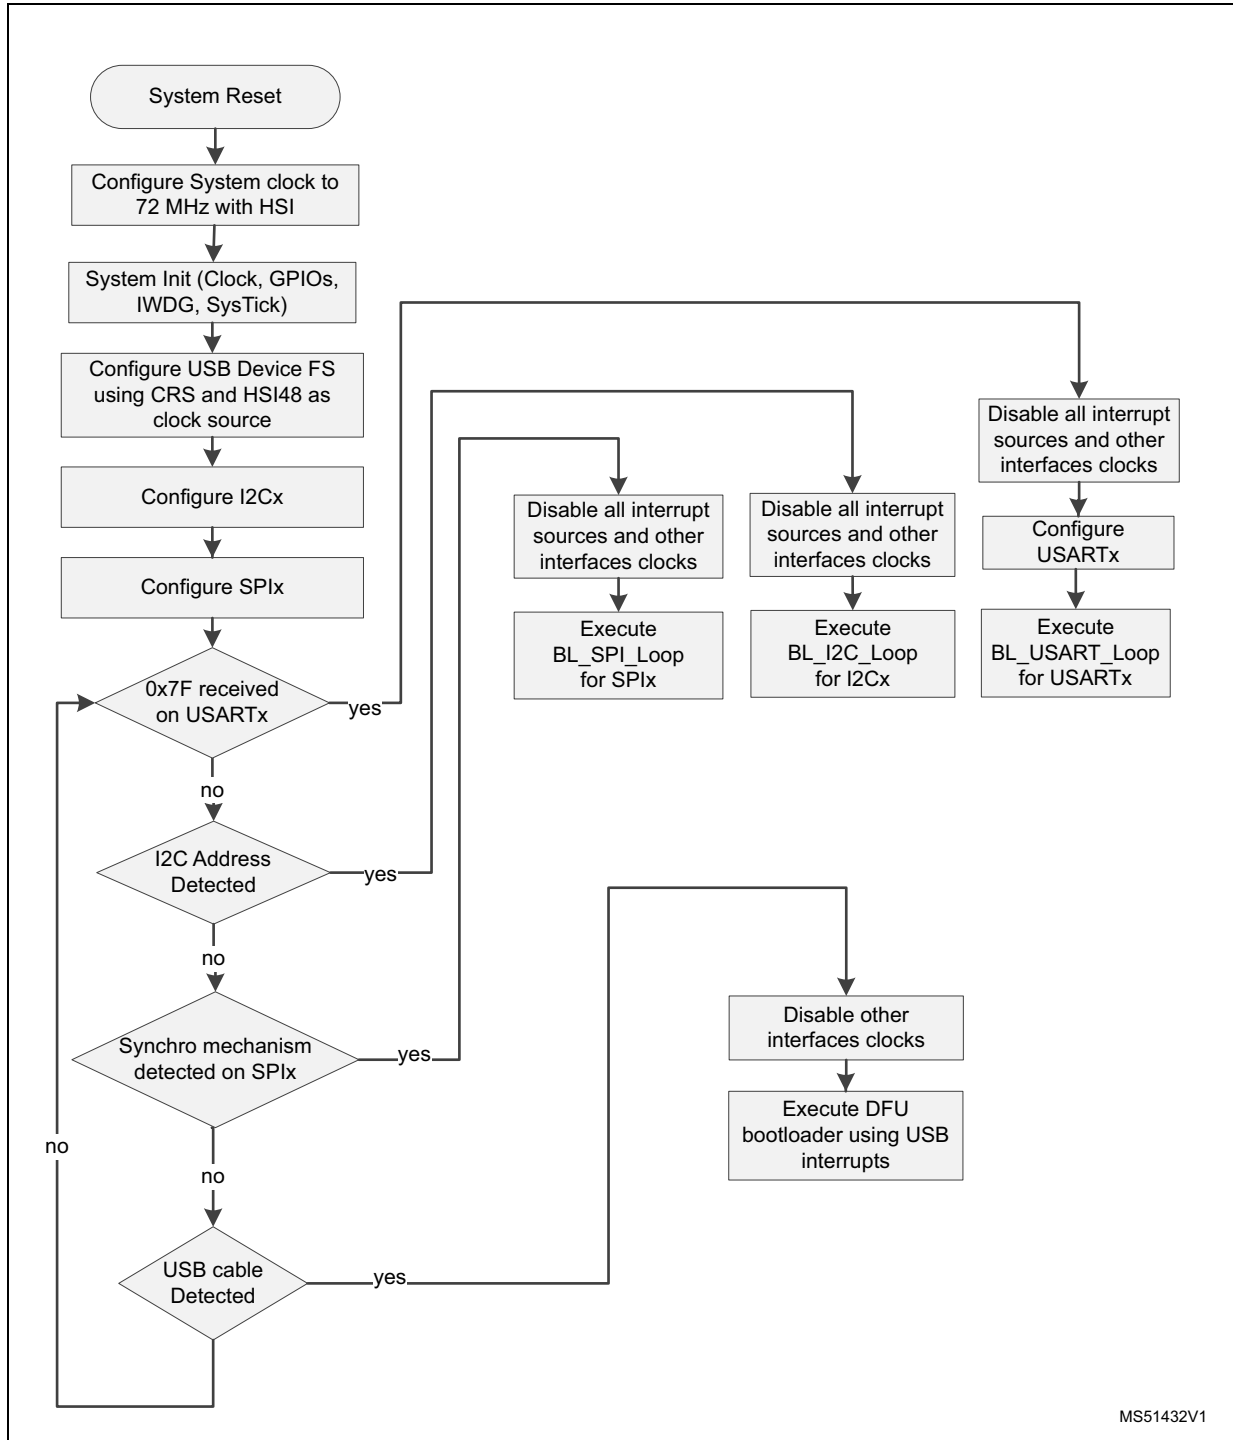 System Reset
Configure System clock to
72 MHz with HSI
System Init (Clock, GPIOs,
IWDG, SysTick)
Configure USB Device FS
using CRS and HSI48 as
clock source
Configure I2Cx
Configure SPIx
0x7F received
on USARTx
yes
no
I2C Address
Detected
yes
no
Synchro mechanism
detected on SPIx
yes
no
no
USB cable
Detected
yes
Disable all interrupt
sources and other
interfaces clocks
Execute
BL_SPI_Loop
for SPIx
Disable all interrupt
sources and other
interfaces clocks
Execute
BL_I2C_Loop
for I2Cx
Disable all interrupt
sources and other
interfaces clocks
Configure
USARTx
Execute
BL_USART_Loop
for USARTx
Disable other
interfaces clocks
Execute DFU
bootloader using USB
interrupts
MS51432V1